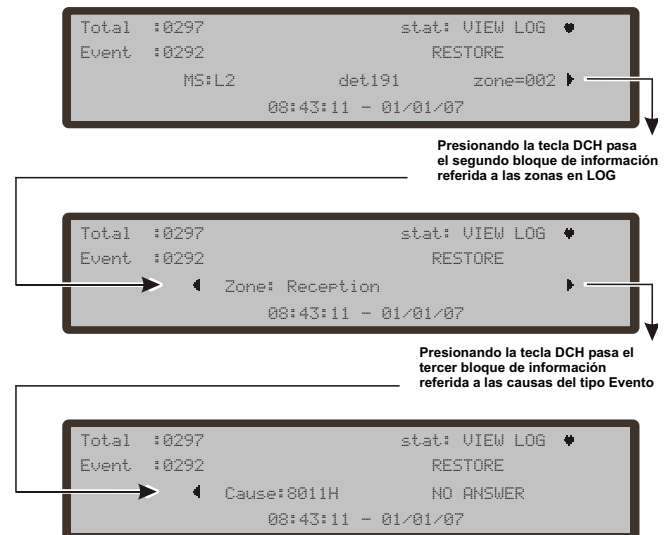 Total :0297 stat: VIEW LOG
Event :0292 RESTORE
MS:L2 det191 zone=002
08:43:11 - 01/01/07
Presionando la tecla DCH pasa
el segundo bloque de información
referida a las zonas en LOG
Total :0297 stat: VIEW LOG
Event :0292 RESTORE
Zone: Reception
08:43:11 - 01/01/07
Presionando la tecla DCH pasa el
tercer bloque de información
referida a las causas del tipo Evento
Total :0297 stat: VIEW LOG
Event :0292 RESTORE
Cause:8011H NO ANSWER
08:43:11 - 01/01/07